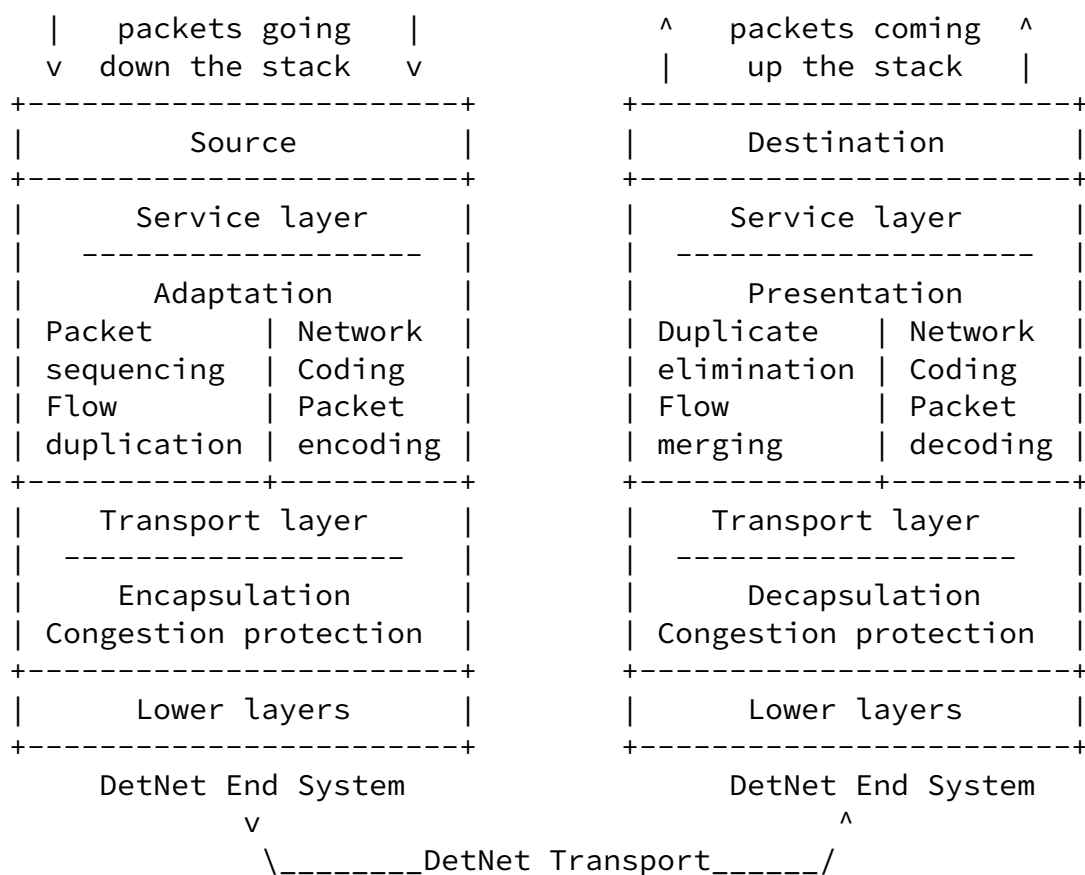 |   packets going   |              ^   packets coming   ^
v  down the stack   v              |    up the stack    |
+------------------------+        +------------------------+
|         Source         |        |      Destination       |
+------------------------+        +------------------------+
|      Service layer     |        |     Service layer      |
|   -------------------  |        |  --------------------  |
|       Adaptation       |        |      Presentation      |
| Packet      | Network  |        | Duplicate   | Network  |
| sequencing  | Coding   |        | elimination | Coding   |
| Flow        | Packet   |        | Flow        | Packet   |
| duplication | encoding |        | merging     | decoding |
+-------------+----------+        +-------------+----------+
|    Transport layer     |        |    Transport layer     |
|  -------------------   |        |  -------------------   |
|     Encapsulation      |        |      Decapsulation     |
| Congestion protection  |        | Congestion protection  |
+------------------------+        +------------------------+
|      Lower layers      |        |      Lower layers      |
+------------------------+        +------------------------+
DetNet End System                  DetNet End System
v                                ^
\________DetNet Transport______/